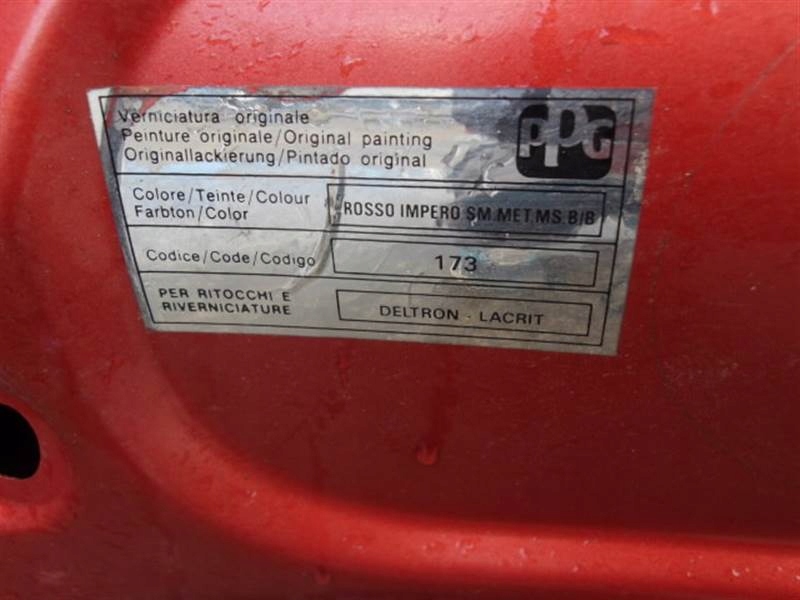 Verniciatura originale
Peinture originale/Original painting
Originallackierung/Pintado original
PPG
Colore/Teinte/Colour
Farbton/Color
ROSSO IMPERO SM.MET.MS.B/B
Codice/Code/Codigo
173
PER RITOCCHI E
RIVERNICIATURE
DELTRON - LACRIT